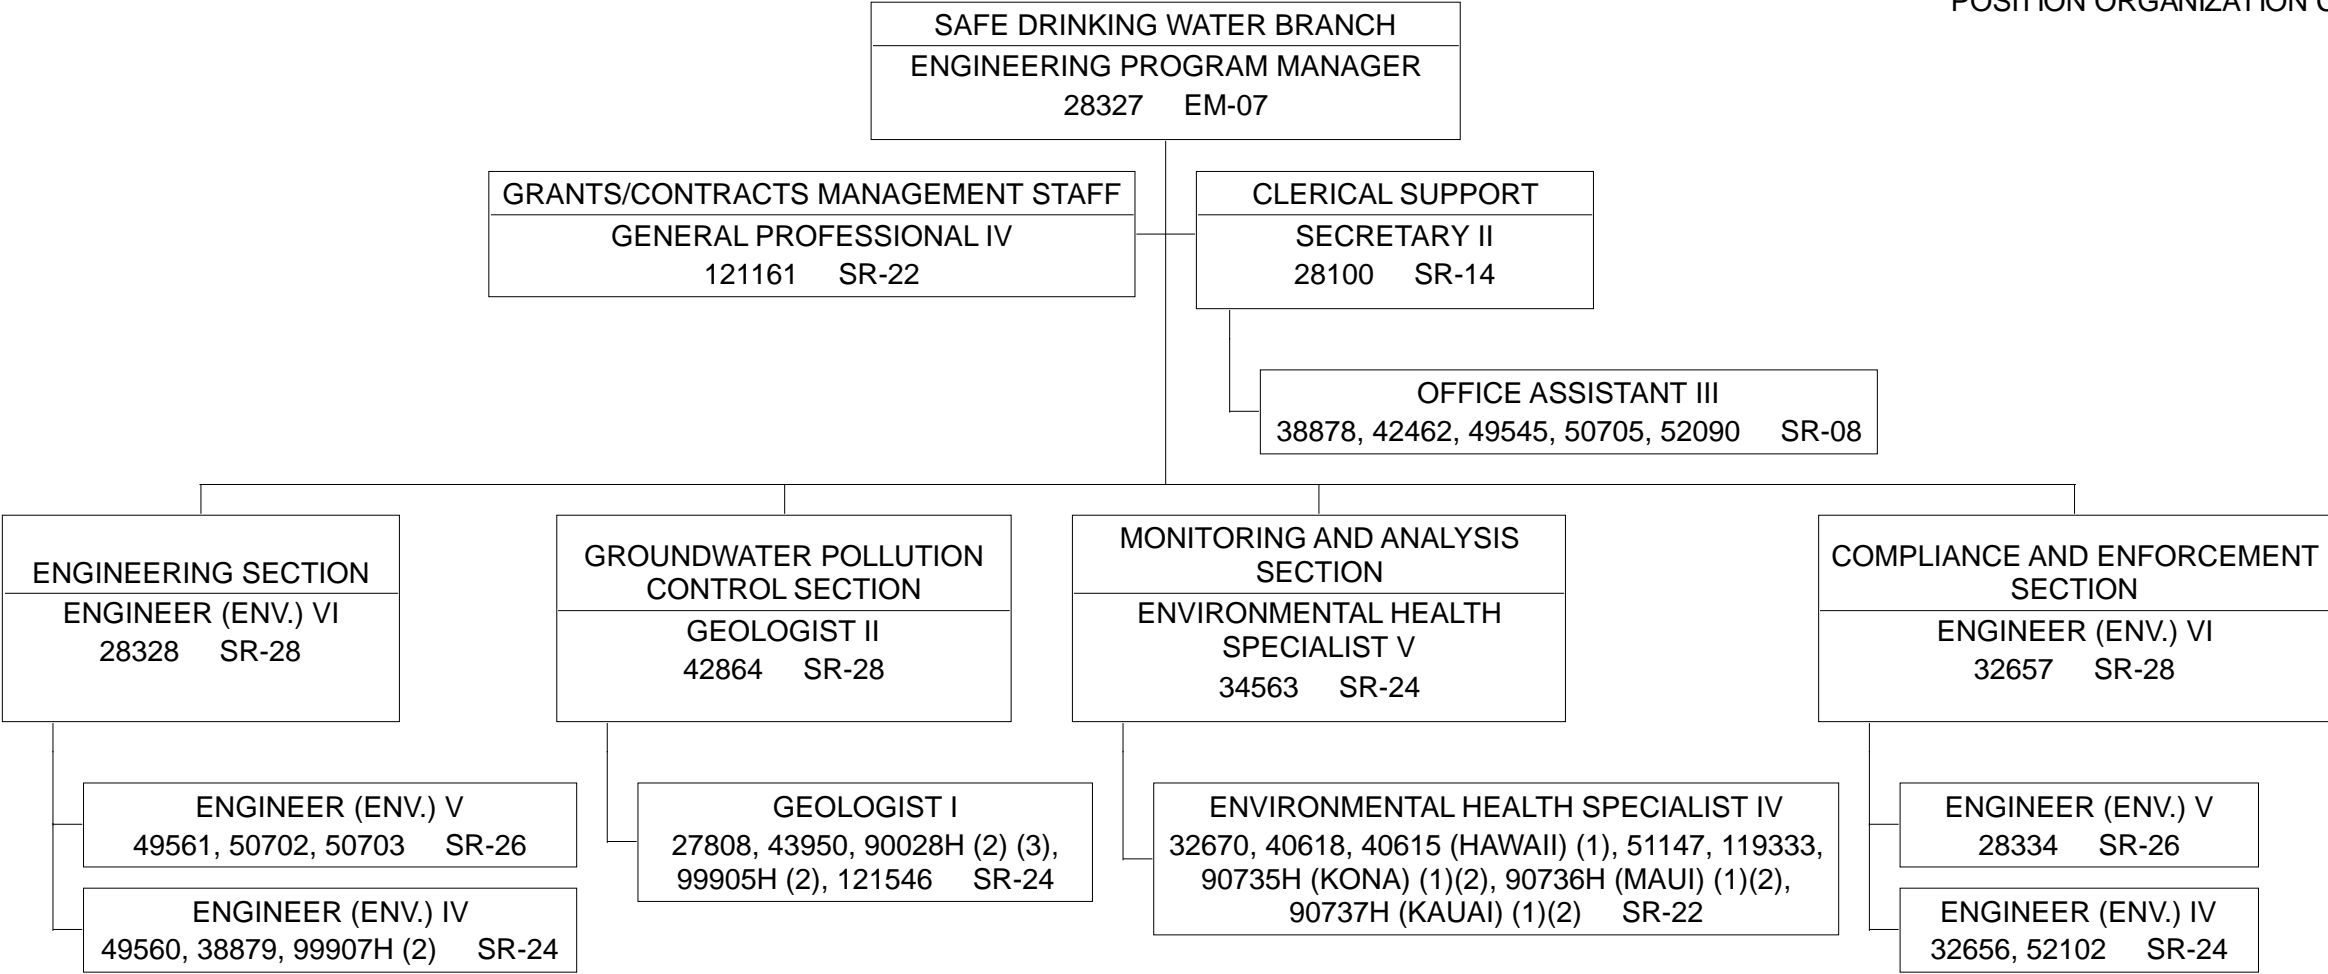 POSITION ORGANIZATION
SAFE DRINKING WATER BRANCH
ENGINEERING PROGRAM MANAGER
28327 EM-07
GRANTS/CONTRACTS MANAGEMENT STAFF
GENERAL PROFESSIONAL IV
121161 SR-22
CLERICAL SUPPORT
SECRETARY II
28100 SR-14
OFFICE ASSISTANT III
38878, 42462, 49545, 50705, 52090 SR-08
ENGINEERING SECTION
ENGINEER (ENV.) VI
28328 SR-28
GROUNDWATER POLLUTION
CONTROL SECTION
GEOLOGIST II
42864 SR-28
MONITORING AND ANALYSIS
SECTION
ENVIRONMENTAL HEALTH
SPECIALIST V
34563 SR-24
COMPLIANCE AND ENFORCEMENT
SECTION
ENGINEER (ENV.) VI
32657 SR-28
ENGINEER (ENV.) V
49561, 50702, 50703 SR-26
ENGINEER (ENV.) IV
49560, 38879, 99907H (2) SR-24
GEOLOGIST I
27808, 43950, 90028H (2) (3),
99905H (2), 121546 SR-24
ENVIRONMENTAL HEALTH SPECIALIST IV
32670, 40618, 40615 (HAWAII) (1), 51147, 119333,
90735H (KONA) (1)(2), 90736H (MAUI) (1)(2),
90737H (KAUAI) (1)(2) SR-22
ENGINEER (ENV.) V
28334 SR-26
ENGINEER (ENV.) IV
32656, 52102 SR-24